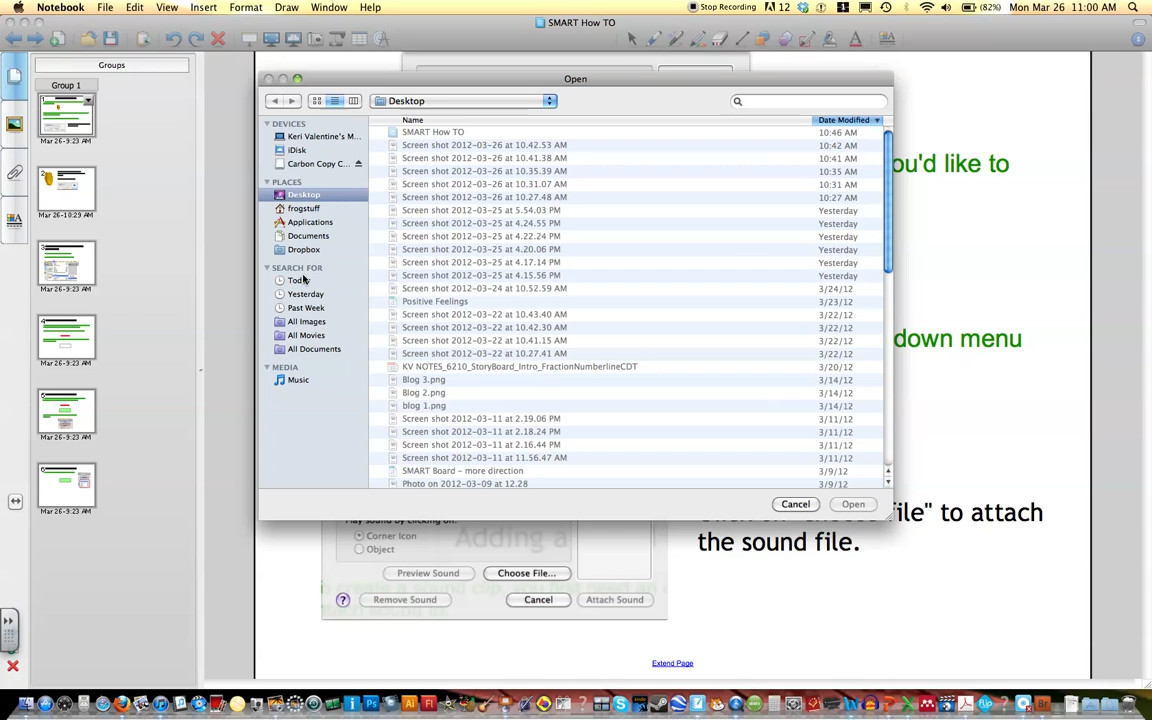 Notebook File Edit View Insert Format Draw Window Help Stop Recording 12 (82%) Mon Mar 26 11:00 AM
SMART How TO
Groups
Group 1
Mar 26-9:23 AM
Mar 26-10:29 AM
Mar 26-9:23 AM
Mar 26-9:23 AM
Mar 26-9:23 AM
Mar 26-9:23 AM
Open
Desktop
DEVICES
Keri Valentine's M...
iDisk
Carbon Copy C...
PLACES
Desktop
frogstuff
Applications
Documents
Dropbox
SEARCH FOR
Today
Yesterday
Past Week
All Images
All Movies
All Documents
MEDIA
Music
Name Date Modified
SMART How TO 10:46 AM
Screen shot 2012-03-26 at 10.42.53 AM 10:42 AM
Screen shot 2012-03-26 at 10.41.38 AM 10:41 AM
Screen shot 2012-03-26 at 10.35.39 AM 10:35 AM
Screen shot 2012-03-26 at 10.31.07 AM 10:31 AM
Screen shot 2012-03-26 at 10.27.48 AM 10:27 AM
Screen shot 2012-03-25 at 5.54.03 PM Yesterday
Screen shot 2012-03-25 at 4.24.55 PM Yesterday
Screen shot 2012-03-25 at 4.22.24 PM Yesterday
Screen shot 2012-03-25 at 4.20.06 PM Yesterday
Screen shot 2012-03-25 at 4.17.14 PM Yesterday
Screen shot 2012-03-25 at 4.15.56 PM Yesterday
Screen shot 2012-03-24 at 10.52.59 AM 3/24/12
Positive Feelings 3/23/12
Screen shot 2012-03-22 at 10.43.40 AM 3/22/12
Screen shot 2012-03-22 at 10.42.30 AM 3/22/12
Screen shot 2012-03-22 at 10.41.15 AM 3/22/12
Screen shot 2012-03-22 at 10.27.41 AM 3/22/12
KV NOTES_6210_StoryBoard_Intro_FractionNumberlineCDT 3/20/12
Blog 3.png 3/14/12
Blog 2.png 3/14/12
blog 1.png 3/14/12
Screen shot 2012-03-11 at 2.19.06 PM 3/11/12
Screen shot 2012-03-11 at 2.18.24 PM 3/11/12
Screen shot 2012-03-11 at 2.16.44 PM 3/11/12
Screen shot 2012-03-11 at 11.56.47 AM 3/11/12
SMART Board – more direction 3/9/12
Photo on 2012-03-09 at 12.28 3/9/12
Cancel Open
you'd like to
down menu
file" to attach
the sound file.
Play sound by clicking on:
Corner Icon
Object
Adding a
Preview Sound Choose File...
Remove Sound Cancel Attach Sound
Extend Page